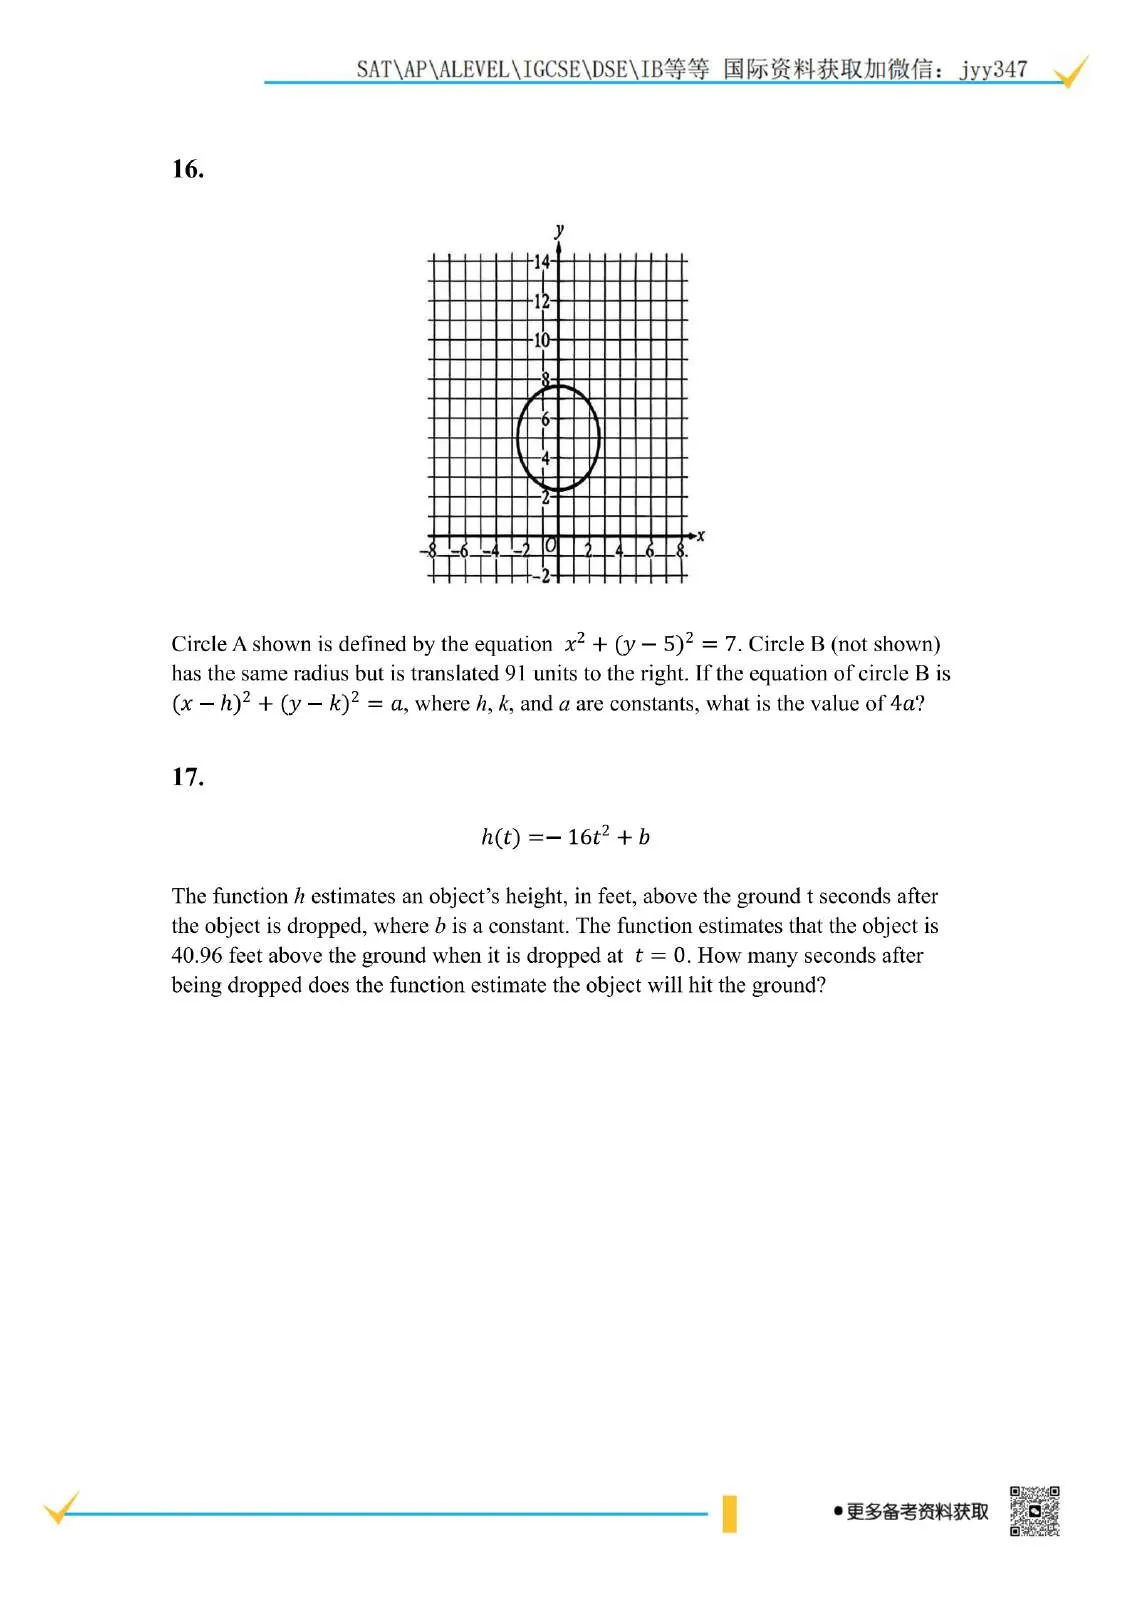 SAT\AP\ALEVEL\IGCSE\DSE\IB等等 国际资料获取加微信：jyy347
16.
y
14
12
10
8
6
4
2
-8 -6 -4 -2 O 2 4 6 8 x
-2
Circle A shown is defined by the equation x² + (y − 5)² = 7. Circle B (not shown)
has the same radius but is translated 91 units to the right. If the equation of circle B is
(x − h)² + (y − k)² = a, where h, k, and a are constants, what is the value of 4a?
17.
h(t) =− 16t² + b
The function h estimates an object’s height, in feet, above the ground t seconds after
the object is dropped, where b is a constant. The function estimates that the object is
40.96 feet above the ground when it is dropped at t = 0. How many seconds after
being dropped does the function estimate the object will hit the ground?
•更多备考资料获取